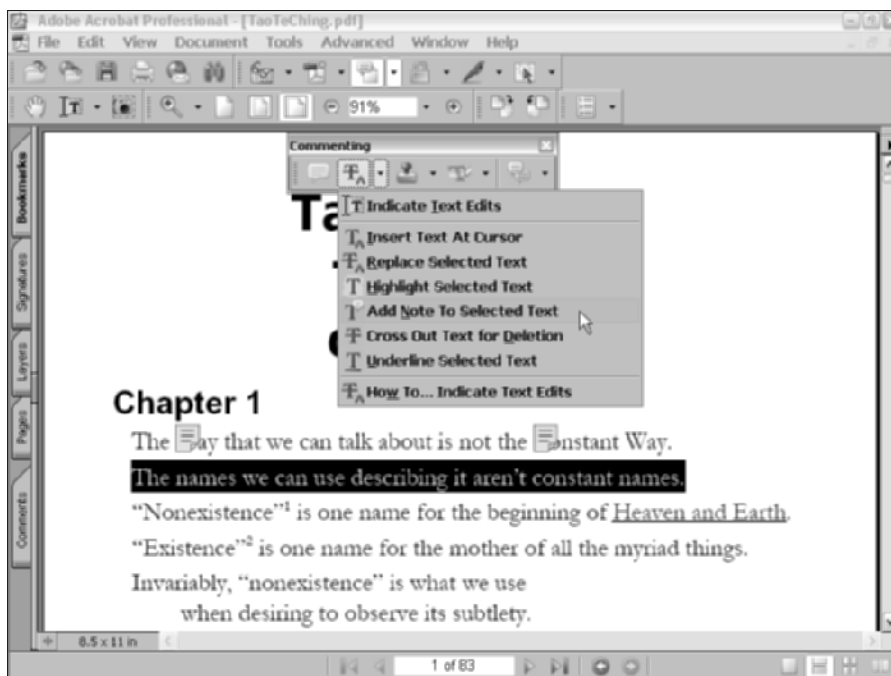 Adobe Acrobat Professional - [TaoTeChing.pdf]
File Edit View Document Tools Advanced Window Help
91%
Commenting
Indicate Text Edits
Insert Text At Cursor
Replace Selected Text
Highlight Selected Text
Add Note To Selected Text
Cross Out Text for Deletion
Underline Selected Text
How To... Indicate Text Edits
Bookmarks
Signatures
Layers
Pages
Comments
Ta
Chapter 1
The ay that we can talk about is not the onstant Way.
The names we can use describing it aren't constant names.
“Nonexistence”¹ is one name for the beginning of Heaven and Earth.
“Existence”² is one name for the mother of all the myriad things.
Invariably, “nonexistence” is what we use
when desiring to observe its subtlety.
8.5 x 11 in
1 of 83